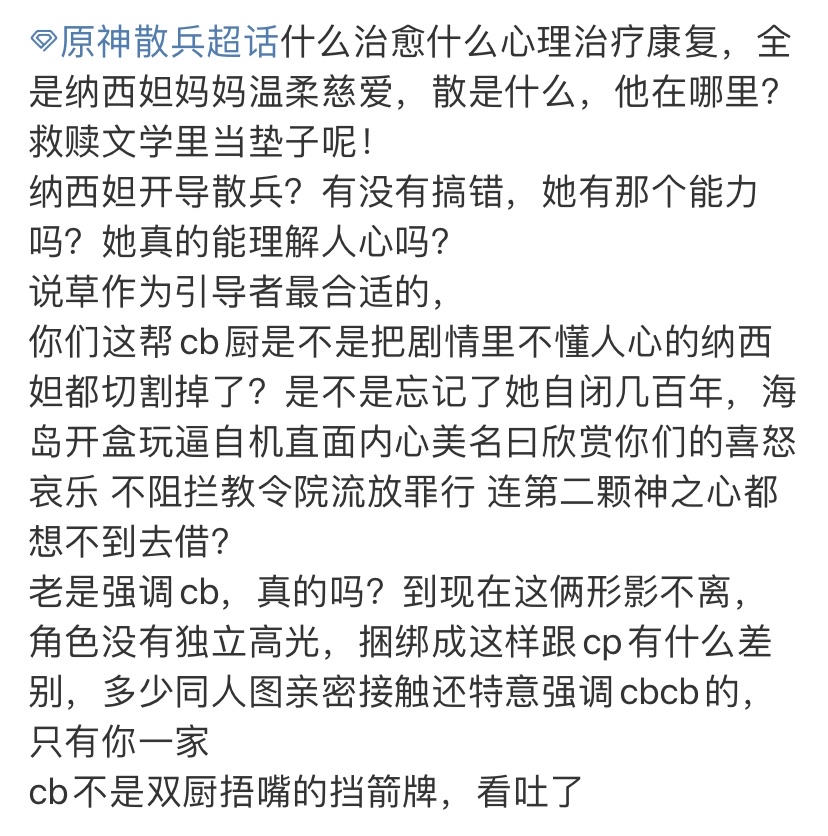 原神散兵超话什么治愈什么心理治疗康复，全
是纳西妲妈妈温柔慈爱，散是什么，他在哪里？
救赎文学里当垫子呢！
纳西妲开导散兵？有没有搞错，她有那个能力
吗？她真的能理解人心吗？
说草作为引导者最合适的，
你们这帮cb厨是不是把剧情里不懂人心的纳西
妲都切割掉了？是不是忘记了她自闭几百年，海
岛开盒玩逼自机直面内心美名曰欣赏你们的喜怒
哀乐 不阻拦教令院流放罪行 连第二颗神之心都
想不到去借？
老是强调cb，真的吗？到现在这俩形影不离，
角色没有独立高光，捆绑成这样跟cp有什么差
别，多少同人图亲密接触还特意强调cbcb的，
只有你一家
cb不是双厨捂嘴的挡箭牌，看吐了